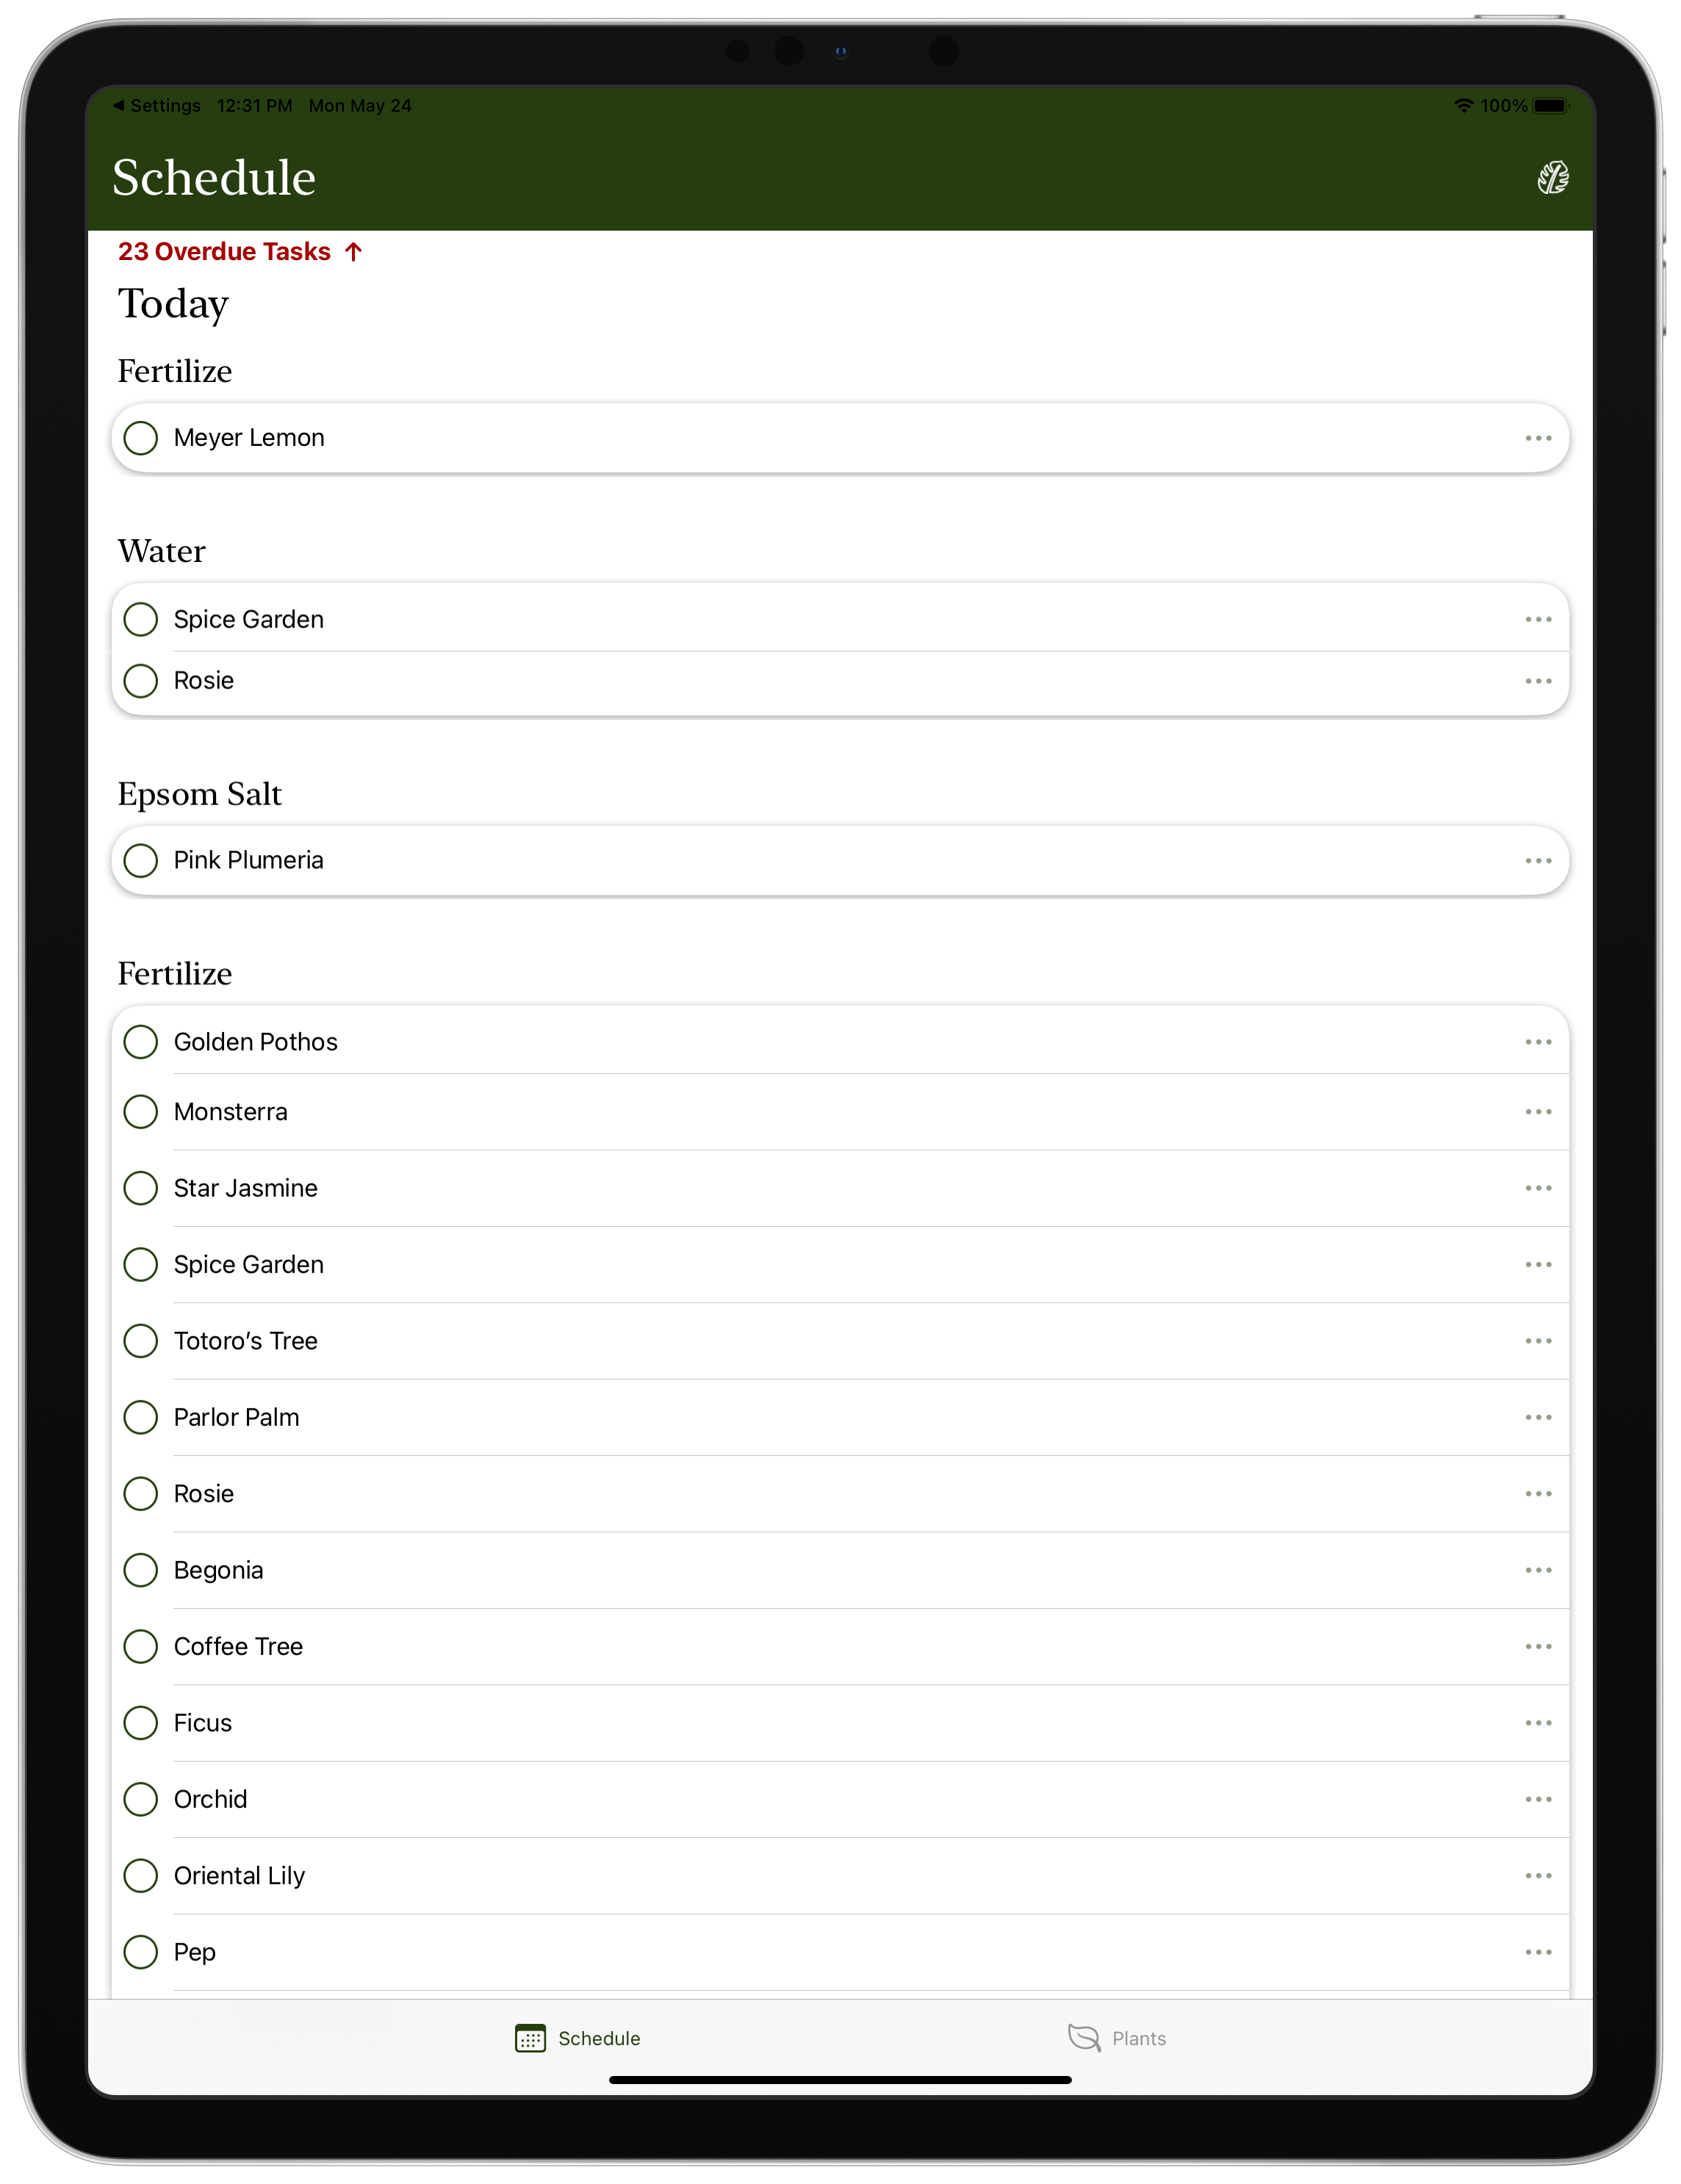 Settings 12:31 PM Mon May 24 100%
Schedule
23 Overdue Tasks ↑
Today
Fertilize
Meyer Lemon
Water
Spice Garden
Rosie
Epsom Salt
Pink Plumeria
Fertilize
Golden Pothos
Monsterra
Star Jasmine
Spice Garden
Totoro’s Tree
Parlor Palm
Rosie
Begonia
Coffee Tree
Ficus
Orchid
Oriental Lily
Pep
Schedule Plants